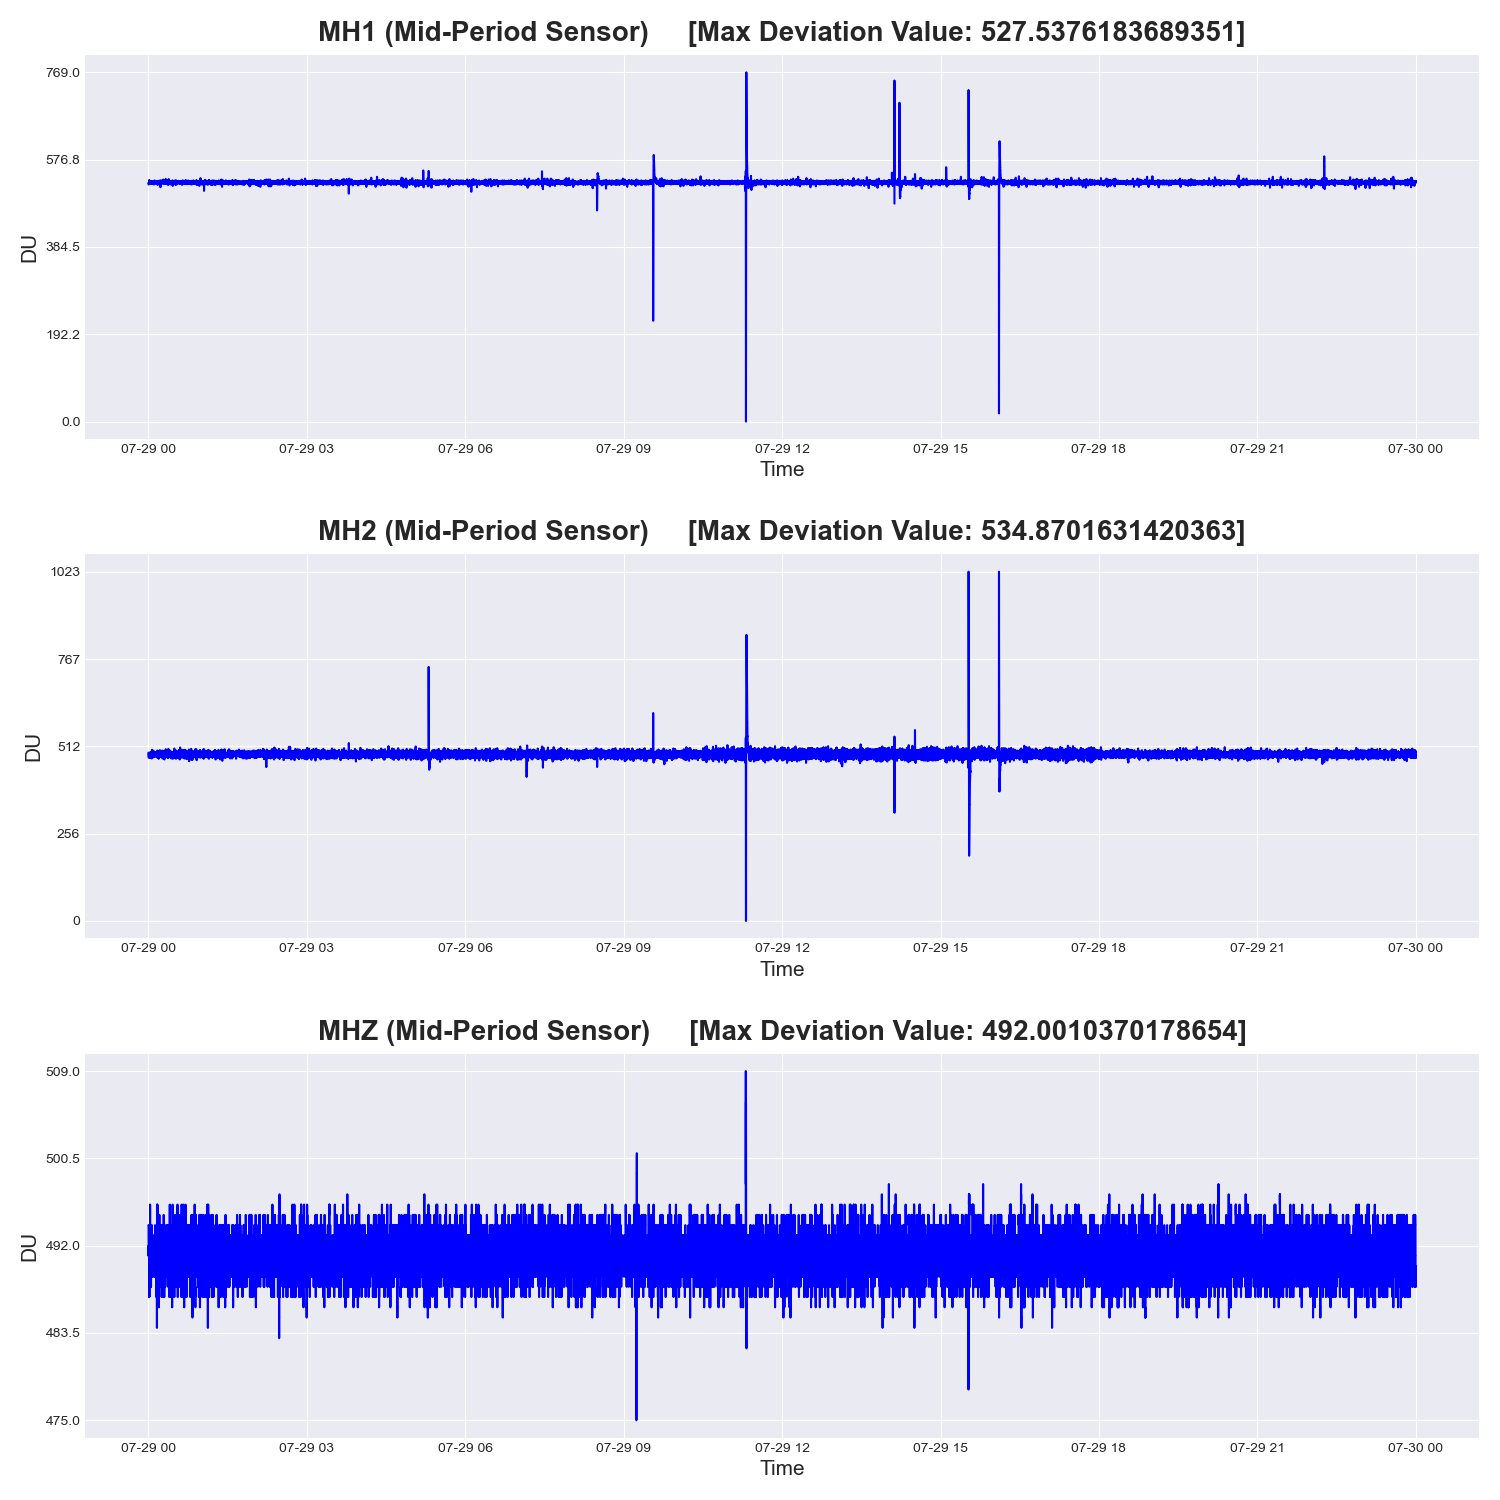 MH1 (Mid-Period Sensor) [Max Deviation Value: 527.5376183689351]
769.0
576.8
384.5
192.2
0.0
DU
07-29 00 07-29 03 07-29 06 07-29 09 07-29 12 07-29 15 07-29 18 07-29 21 07-30 00
Time
MH2 (Mid-Period Sensor) [Max Deviation Value: 534.8701631420363]
1023
767
512
256
0
DU
07-29 00 07-29 03 07-29 06 07-29 09 07-29 12 07-29 15 07-29 18 07-29 21 07-30 00
Time
MHZ (Mid-Period Sensor) [Max Deviation Value: 492.0010370178654]
509.0
500.5
492.0
483.5
475.0
DU
07-29 00 07-29 03 07-29 06 07-29 09 07-29 12 07-29 15 07-29 18 07-29 21 07-30 00
Time